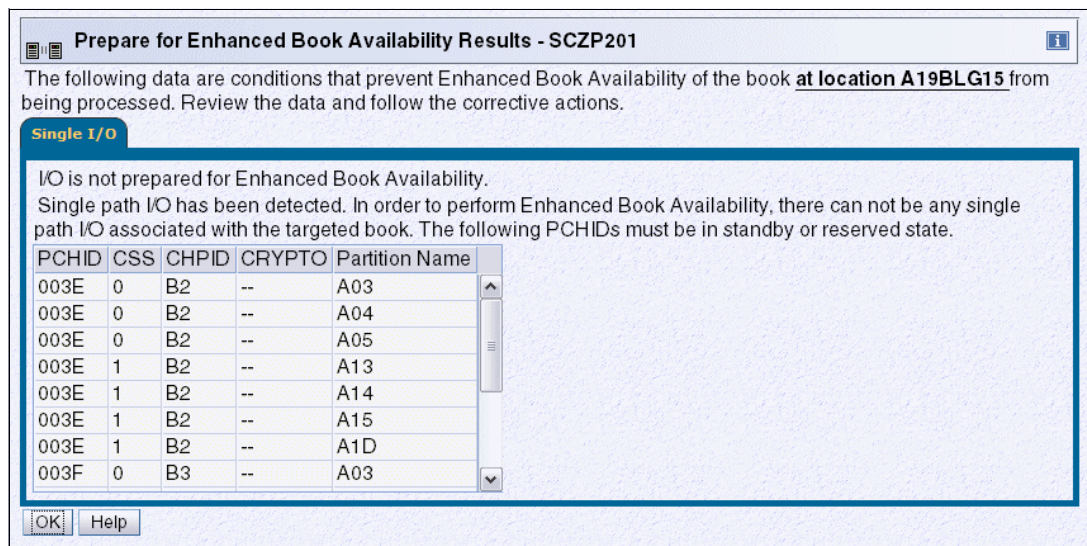 Prepare for Enhanced Book Availability Results - SCZP201
i
The following data are conditions that prevent Enhanced Book Availability of the book at location A19BLG15 from
being processed. Review the data and follow the corrective actions.
Single I/O
I/O is not prepared for Enhanced Book Availability.
Single path I/O has been detected. In order to perform Enhanced Book Availability, there can not be any single
path I/O associated with the targeted book. The following PCHIDs must be in standby or reserved state.
PCHID CSS CHPID CRYPTO Partition Name
003E 0 B2 -- A03
003E 0 B2 -- A04
003E 0 B2 -- A05
003E 1 B2 -- A13
003E 1 B2 -- A14
003E 1 B2 -- A15
003E 1 B2 -- A1D
003F 0 B3 -- A03
OK Help